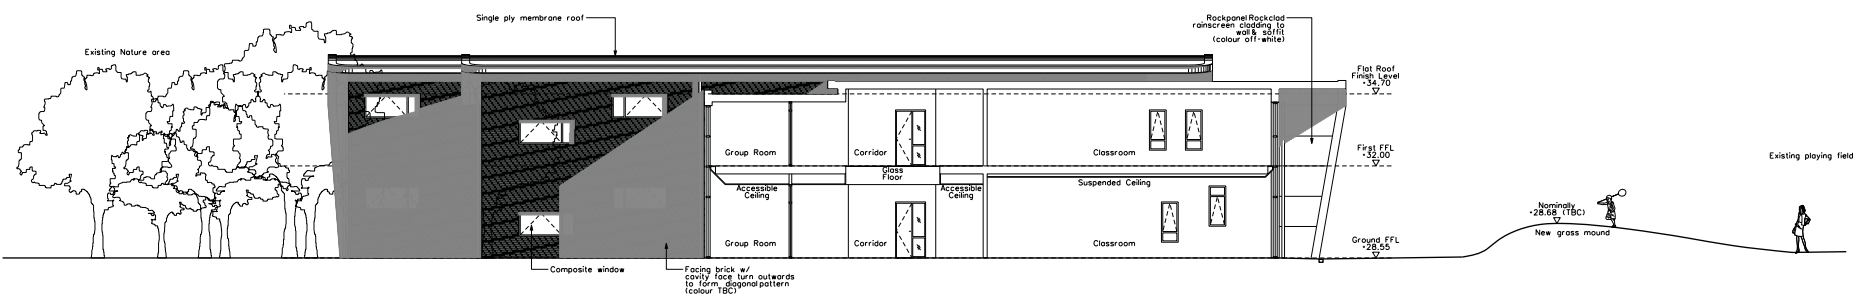 Single ply membrane roof
Rockpanel Rockclad
rainscreen cladding to
wall & soffit
(colour off-white)
Existing Nature area
Flat Roof
Finish Level
+34.70
Group Room
Corridor
Classroom
First FFL
+32.00
Existing playing field
Glass
Floor
Accessible
Ceiling
Accessible
Ceiling
Suspended Ceiling
Nominally
+28.68 (TBC)
New grass mound
Group Room
Corridor
Classroom
Ground FFL
+28.55
Composite window
Facing brick w/
cavity face turn outwards
to form diagonal pattern
(colour TBC)